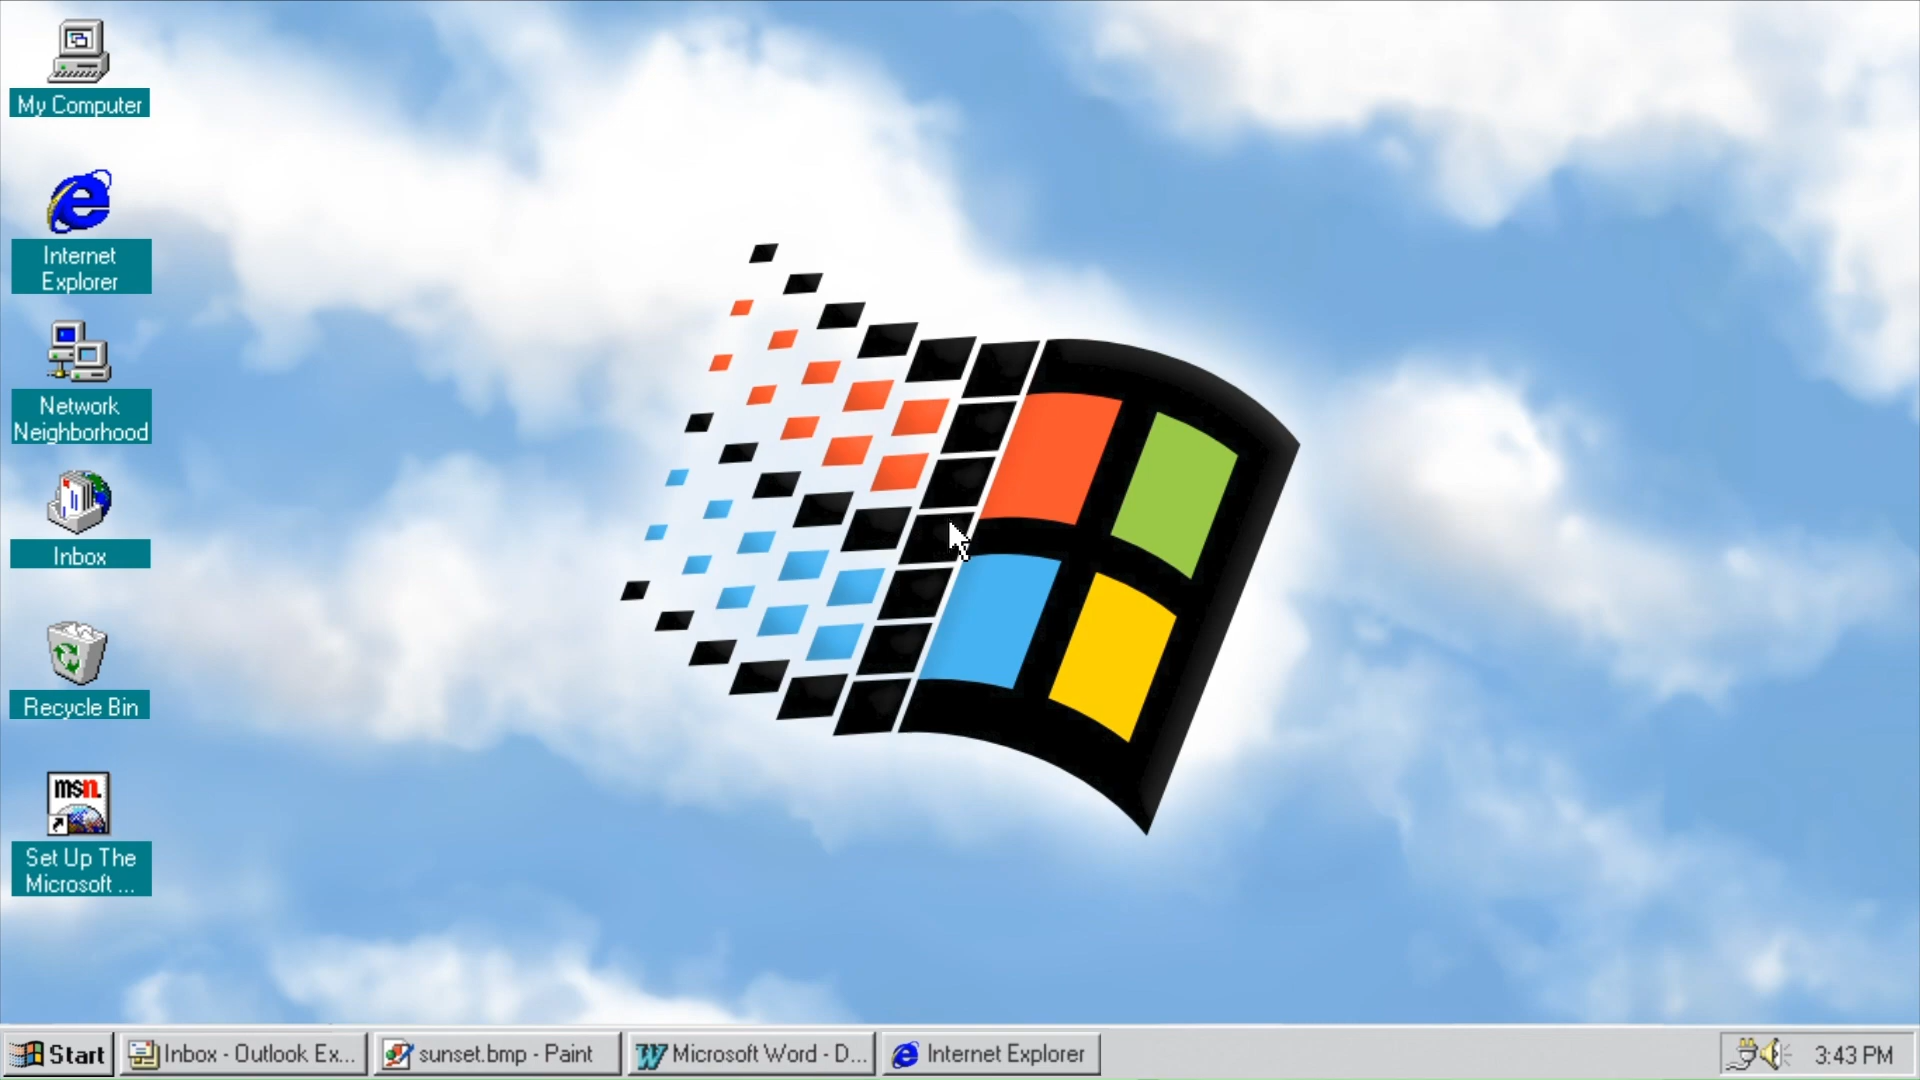 My Computer
Internet
Explorer
Network
Neighborhood
Inbox
Recycle Bin
msn.
Set Up The
Microsoft ...
Start
Inbox - Outlook Ex...
sunset.bmp - Paint
Microsoft Word - D...
Internet Explorer
3:43 PM